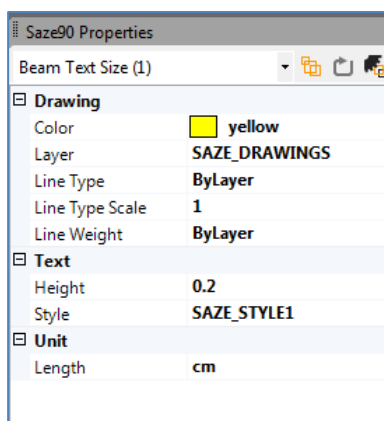 Saze90 Properties
Beam Text Size (1)
Drawing
Color yellow
Layer SAZE_DRAWINGS
Line Type ByLayer
Line Type Scale 1
Line Weight ByLayer
Text
Height 0.2
Style SAZE_STYLE1
Unit
Length cm